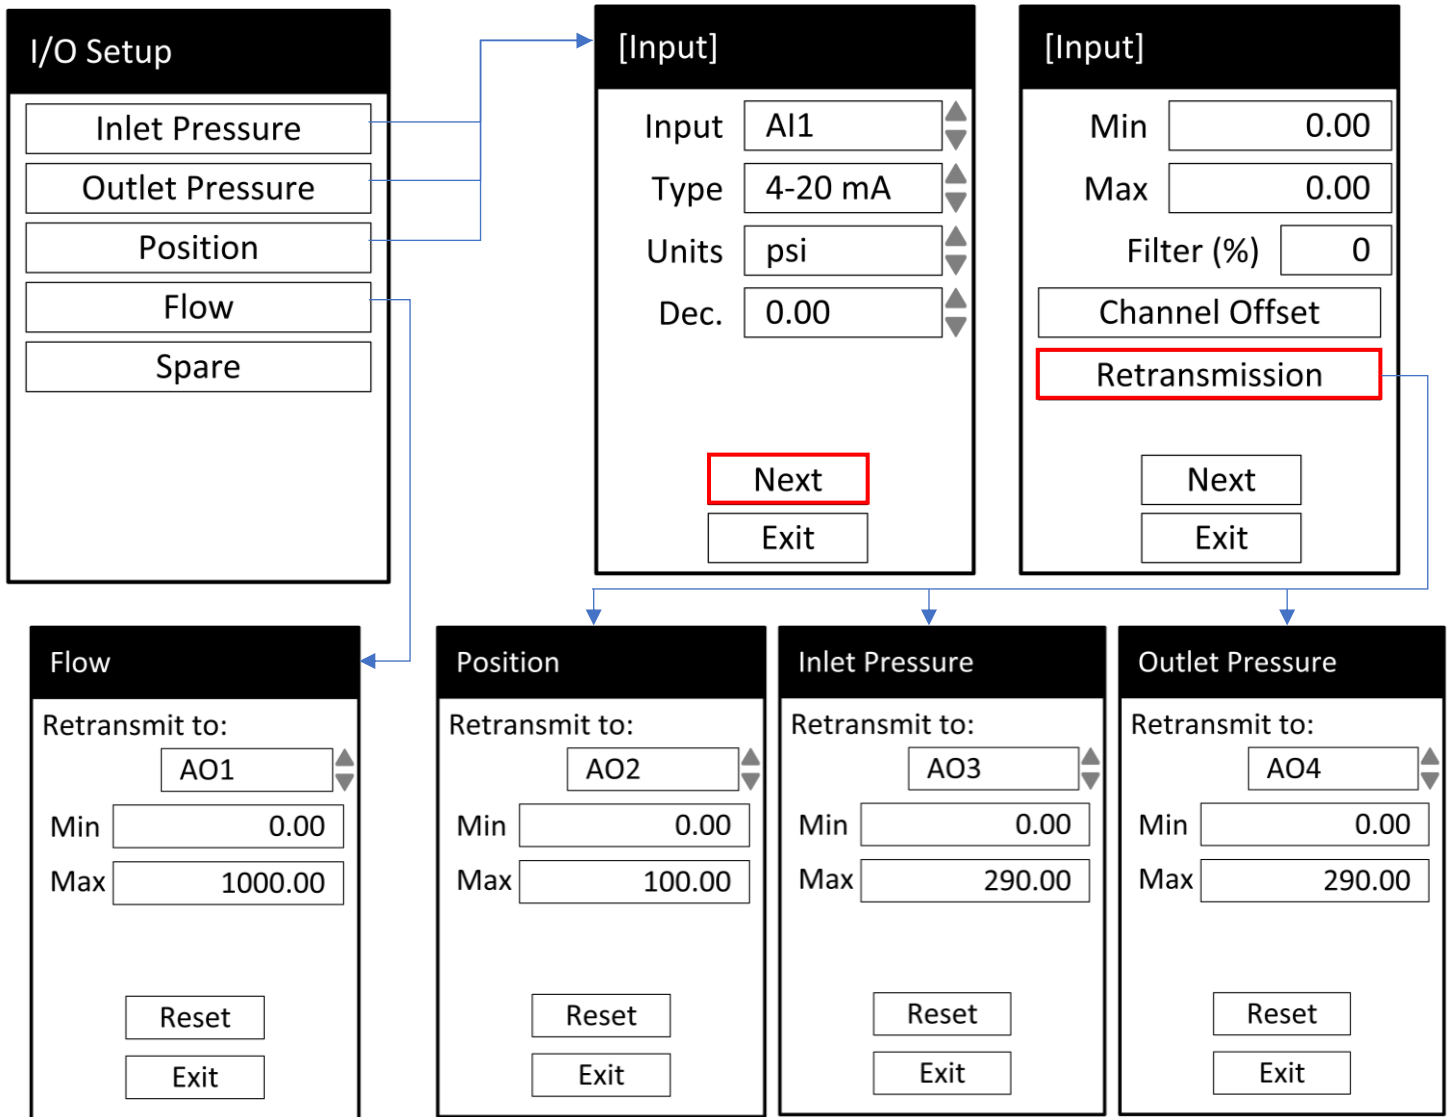 I/O Setup
Inlet Pressure
Outlet Pressure
Position
Flow
Spare
[Input]
Input AI1
Type 4-20 mA
Units psi
Dec. 0.00
Next
Exit
[Input]
Min 0.00
Max 0.00
Filter (%) 0
Channel Offset
Retransmission
Next
Exit
Flow
Retransmit to:
AO1
Min 0.00
Max 1000.00
Reset
Exit
Position
Retransmit to:
AO2
Min 0.00
Max 100.00
Reset
Exit
Inlet Pressure
Retransmit to:
AO3
Min 0.00
Max 290.00
Reset
Exit
Outlet Pressure
Retransmit to:
AO4
Min 0.00
Max 290.00
Reset
Exit